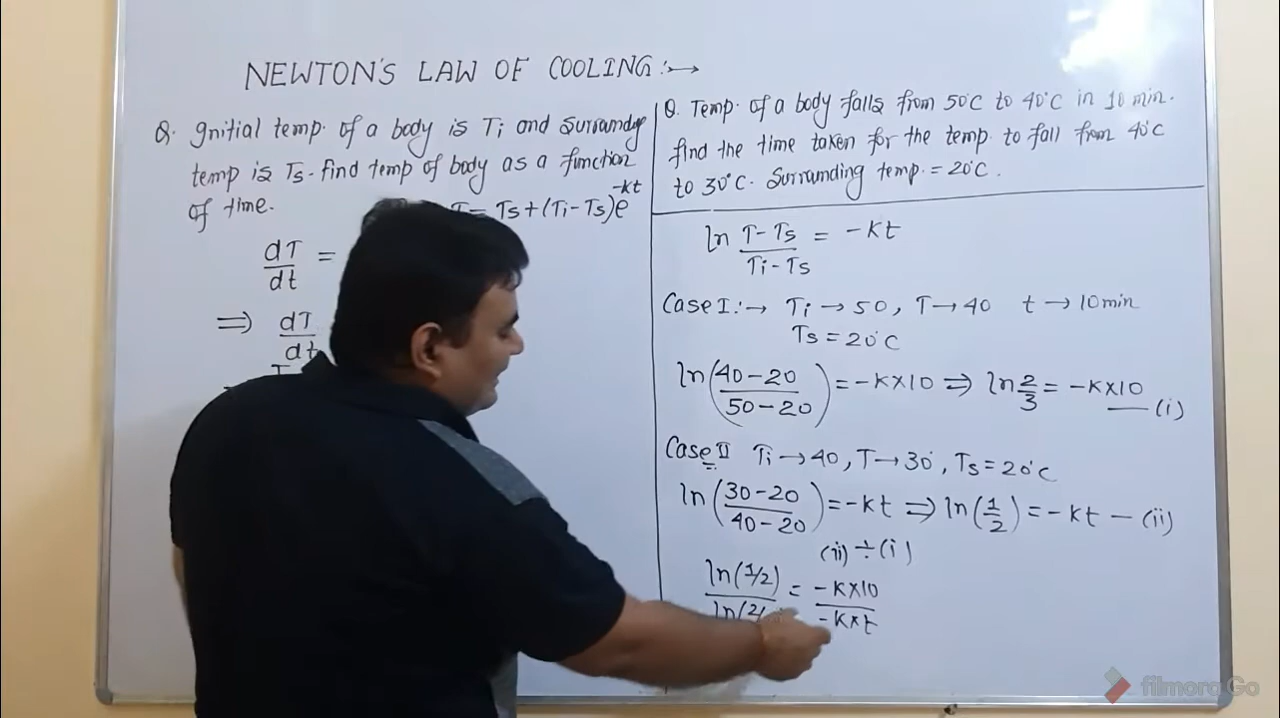 NEWTON'S LAW OF COOLING :→
Q. Initial temp. of a body is Ti and Surrounding
temp is Ts. find temp of body as a function
of time.
T = Ts + (Ti - Ts)e^-kt
dT/dt =
⇒ dT/dt
Q. Temp. of a body falls from 50°C to 40°C in 10 min.
find the time taken for the temp. to fall from 40°C
to 30°C. Surrounding temp. = 20°C.
ln (T-Ts)/(Ti-Ts) = -Kt
Case I :→ Ti → 50, T → 40 t → 10 min
Ts = 20°C
ln((40-20)/(50-20)) = -K×10 ⇒ ln 2/3 = -K×10 — (i)
Case II Ti → 40, T → 30, Ts = 20°C
ln((30-20)/(40-20)) = -Kt ⇒ ln(1/2) = -Kt — (ii)
(ii) ÷ (i)
ln(1/2)/ln(2/ = -K×10/-K×t
filmora Go